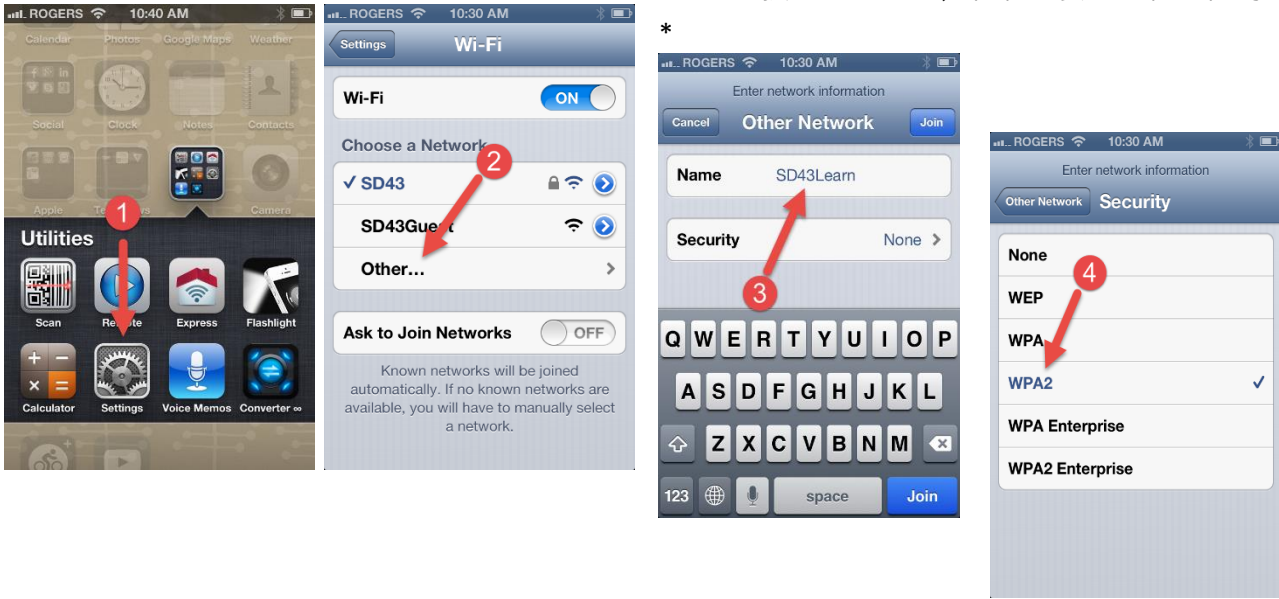 ROGERS 10:40 AM
Calendar Photos Google Maps Weather
Social Clock Notes Contacts
Apple Camera
1
Utilities
Scan Remote Express Flashlight
Calculator Settings Voice Memos Converter ∞
ROGERS 10:30 AM
Settings Wi-Fi
Wi-Fi ON
Choose a Network
2
✓ SD43
SD43Guest
Other... >
Ask to Join Networks OFF
Known networks will be joined
automatically. If no known networks are
available, you will have to manually select
a network.
*
ROGERS 10:30 AM
Enter network information
Cancel Other Network Join
Name SD43Learn
Security None >
3
Q W E R T Y U I O P
A S D F G H J K L
Z X C V B N M
123 space Join
ROGERS 10:30 AM
Enter network information
Other Network Security
None
4
WEP
WPA
WPA2 ✓
WPA Enterprise
WPA2 Enterprise